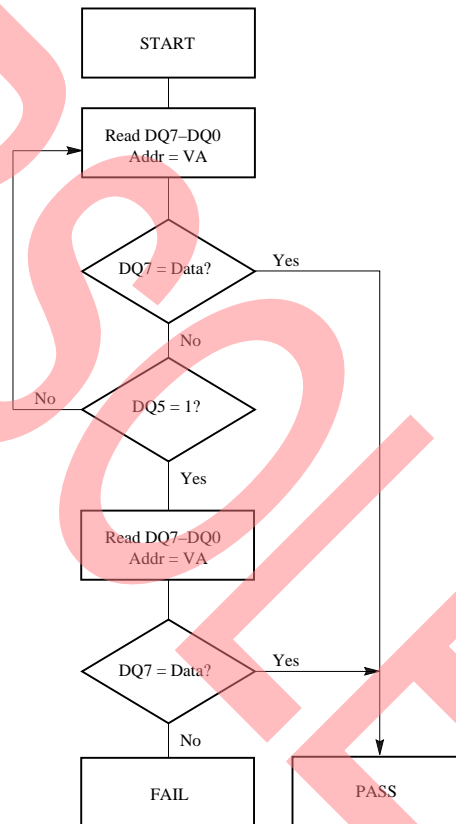 START
Read DQ7–DQ0
Addr = VA
DQ7 = Data?
Yes
No
DQ5 = 1?
No
Yes
Read DQ7–DQ0
Addr = VA
DQ7 = Data?
Yes
No
FAIL
PASS